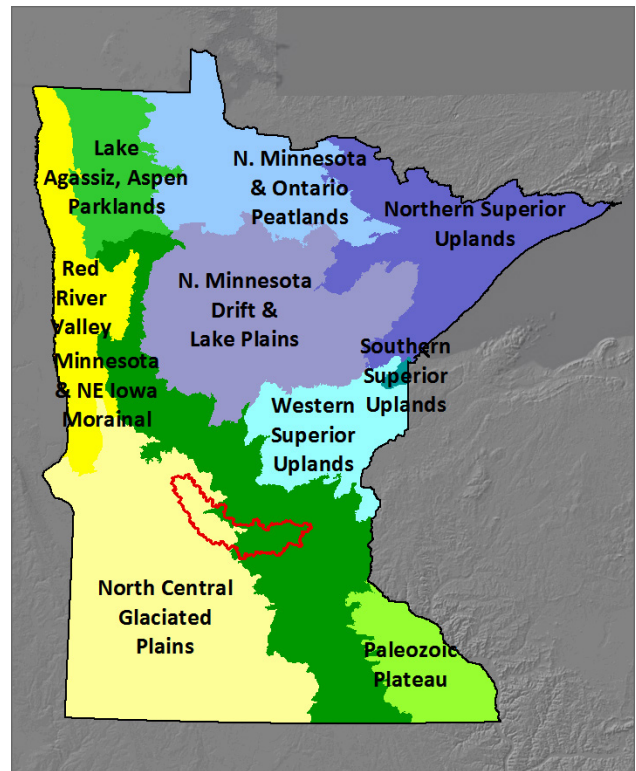 Lake
Agassiz, Aspen
Parklands
N. Minnesota
& Ontario
Peatlands
Northern Superior
Uplands
Red
River
Valley
N. Minnesota
Drift &
Lake Plains
Minnesota
& NE Iowa
Morainal
Southern
Superior
Uplands
Western
Superior
Uplands
North Central
Glaciated
Plains
Paleozoic
Plateau